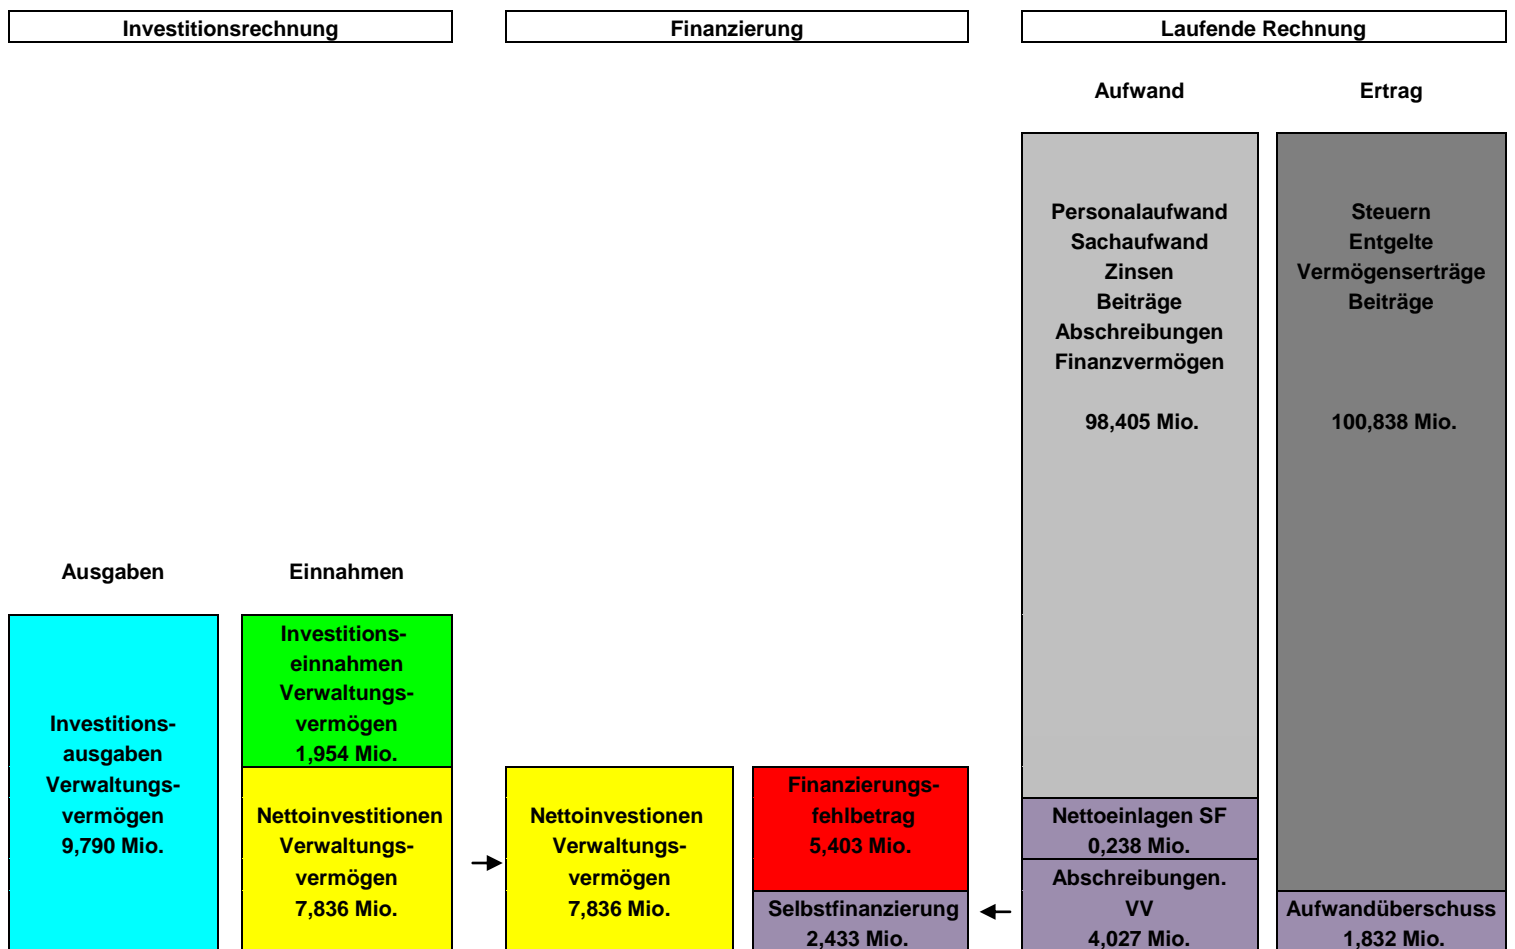 Investitionsrechnung
Finanzierung
Laufende Rechnung
Aufwand
Ertrag
Personalaufwand
Sachaufwand
Zinsen
Beiträge
Abschreibungen
Finanzvermögen
98,405 Mio.
Steuern
Entgelte
Vermögenserträge
Beiträge
100,838 Mio.
Ausgaben
Einnahmen
Investitions-
ausgaben
Verwaltungs-
vermögen
9,790 Mio.
Investitions-
einnahmen
Verwaltungs-
vermögen
1,954 Mio.
Nettoinvestitionen
Verwaltungs-
vermögen
7,836 Mio.
Nettoinvestionen
Verwaltungs-
vermögen
7,836 Mio.
Finanzierungs-
fehlbetrag
5,403 Mio.
Selbstfinanzierung
2,433 Mio.
Nettoeinlagen SF
0,238 Mio.
Abschreibungen.
VV
4,027 Mio.
Aufwandüberschuss
1,832 Mio.